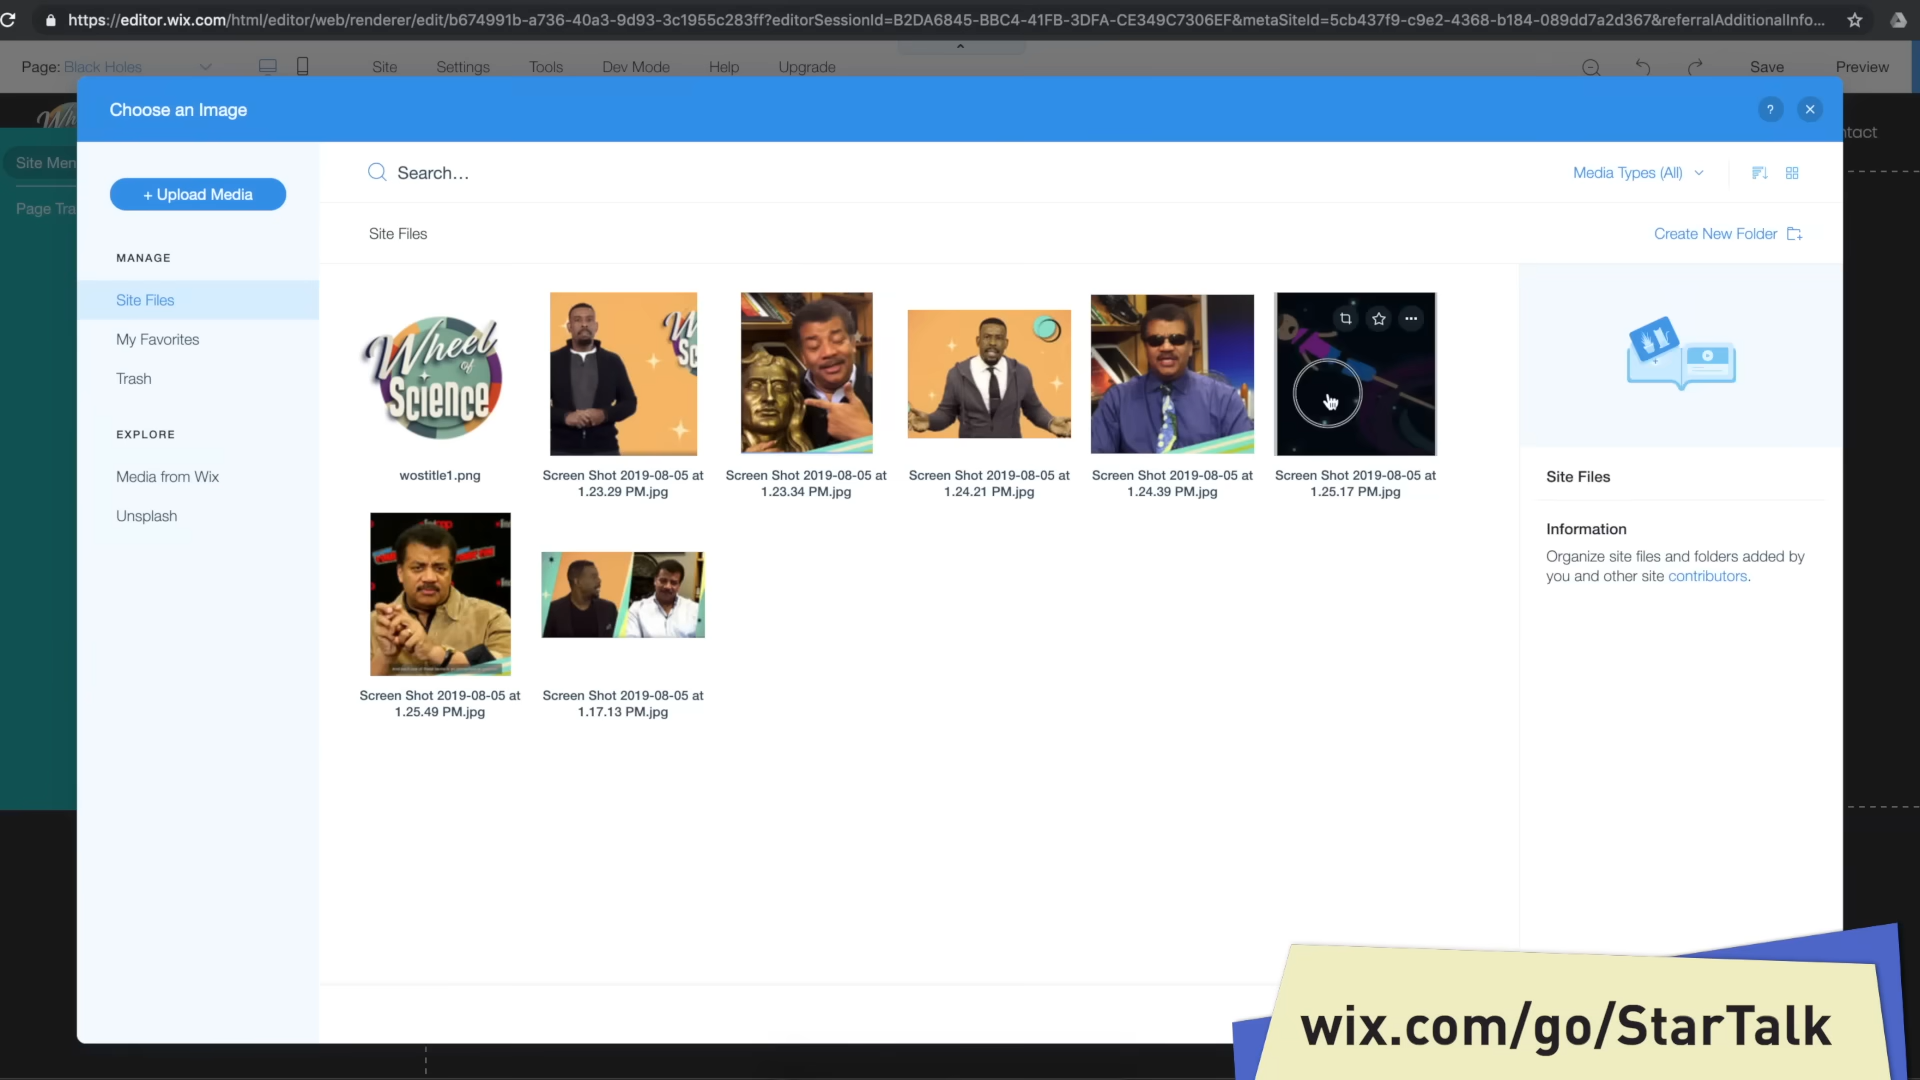 https://editor.wix.com/html/editor/web/renderer/edit/b674991b-a736-40a3-9d93-3c1955c283ff?editorSessionId=B2DA6845-BBC4-41FB-3DFA-CE349C7306EF&metaSiteId=5cb437f9-c9e2-4368-b184-089dd7a2d367&referralAdditionalInfo...
Page: Black Holes
Site
Settings
Tools
Dev Mode
Help
Upgrade
Save
Preview
Choose an Image
?
ntact
Site Men
Page Tra
+ Upload Media
Search...
Media Types (All)
Site Files
Create New Folder
MANAGE
Site Files
My Favorites
Trash
EXPLORE
Media from Wix
Unsplash
Wheel
of
Science
wostitle1.png
Screen Shot 2019-08-05 at
1.23.29 PM.jpg
Screen Shot 2019-08-05 at
1.23.34 PM.jpg
Screen Shot 2019-08-05 at
1.24.21 PM.jpg
Screen Shot 2019-08-05 at
1.24.39 PM.jpg
Screen Shot 2019-08-05 at
1.25.17 PM.jpg
Screen Shot 2019-08-05 at
1.25.49 PM.jpg
Screen Shot 2019-08-05 at
1.17.13 PM.jpg
Site Files
Information
Organize site files and folders added by
you and other site contributors.
wix.com/go/StarTalk